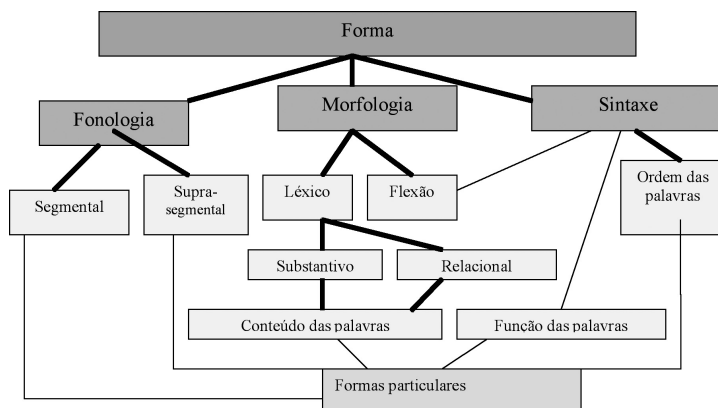 Forma
Fonologia
Morfologia
Sintaxe
Segmental
Supra-
segmental
Léxico
Flexão
Ordem das
palavras
Substantivo
Relacional
Conteúdo das palavras
Função das palavras
Formas particulares